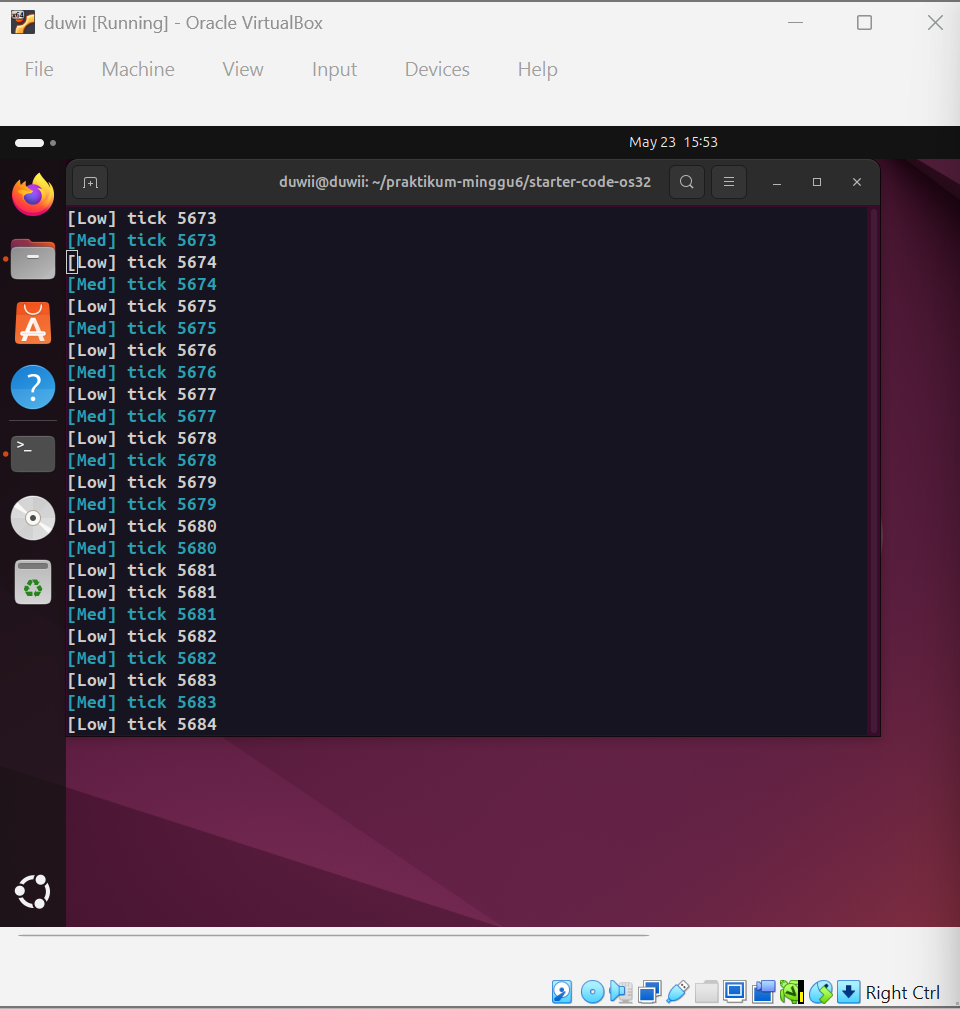 duwii [Running] - Oracle VirtualBox
File Machine View Input Devices Help
May 23 15:53
duwii@duwii: ~/praktikum-minggu6/starter-code-os32
[Low] tick 5673
[Med] tick 5673
[Low] tick 5674
[Med] tick 5674
[Low] tick 5675
[Med] tick 5675
[Low] tick 5676
[Med] tick 5676
[Low] tick 5677
[Med] tick 5677
[Low] tick 5678
[Med] tick 5678
[Low] tick 5679
[Med] tick 5679
[Low] tick 5680
[Med] tick 5680
[Low] tick 5681
[Low] tick 5681
[Med] tick 5681
[Low] tick 5682
[Med] tick 5682
[Low] tick 5683
[Med] tick 5683
[Low] tick 5684
Right Ctrl